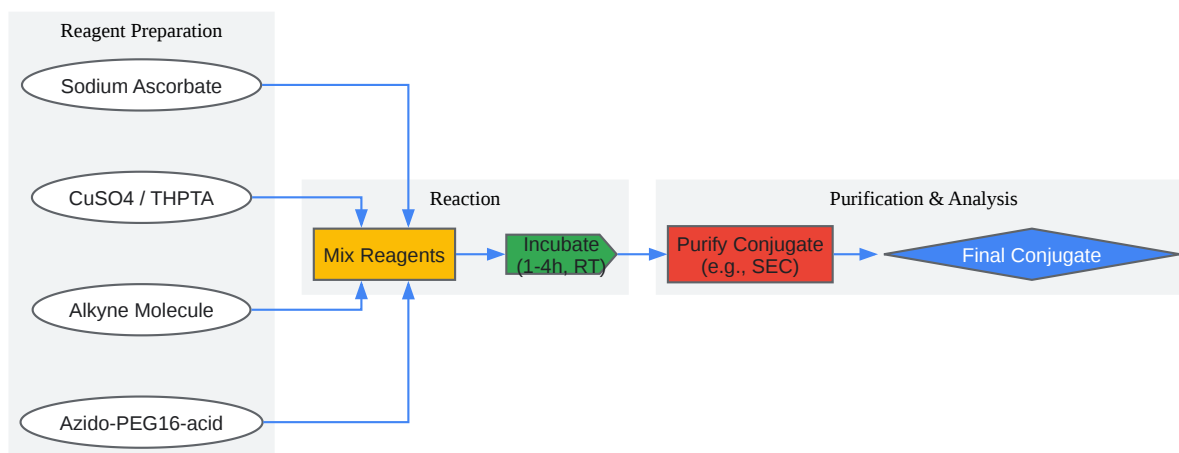 Reagent Preparation
Sodium Ascorbate
CuSO4 / THPTA
Alkyne Molecule
Azido-PEG16-acid
Reaction
Mix Reagents
Incubate
(1-4h, RT)
Purification & Analysis
Purify Conjugate
(e.g., SEC)
Final Conjugate